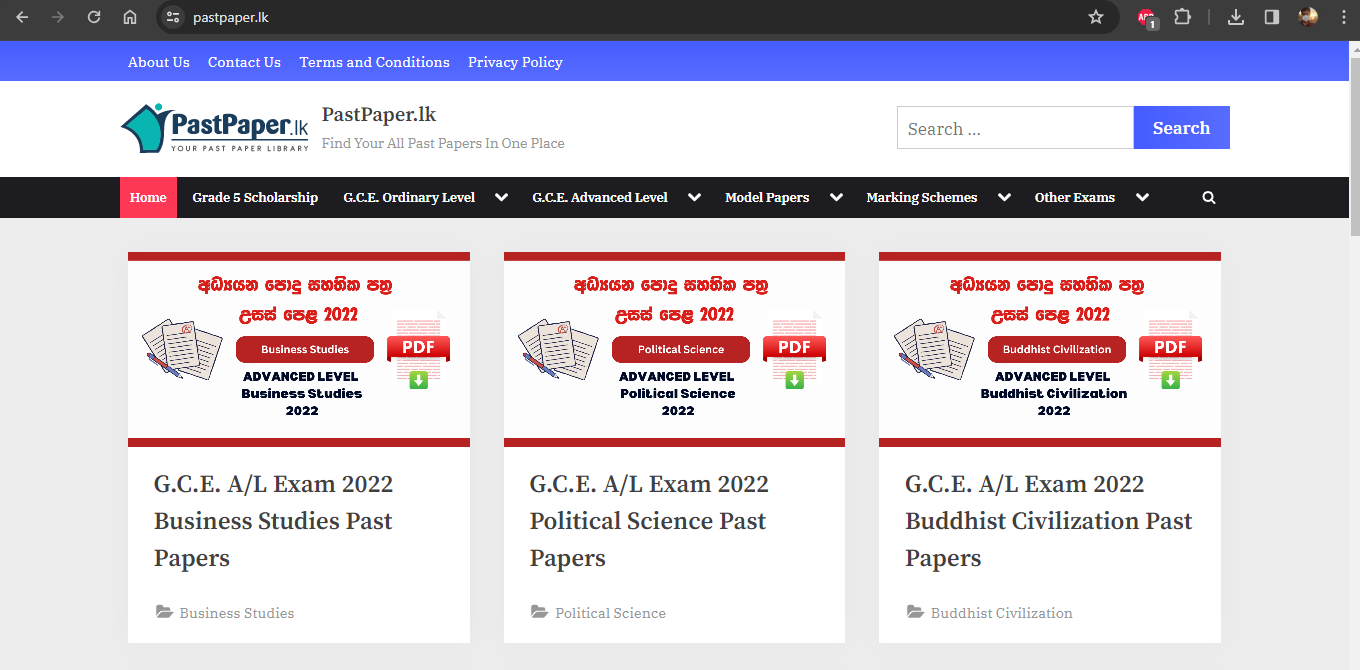 pastpaper.lk
ABP
1
About Us Contact Us Terms and Conditions Privacy Policy
PastPaper.lk
YOUR PAST PAPER LIBRARY
PastPaper.lk
Find Your All Past Papers In One Place
Search ...
Search
Home Grade 5 Scholarship G.C.E. Ordinary Level G.C.E. Advanced Level Model Papers Marking Schemes Other Exams
අධ්‍යයන පොදු සහතික පත්‍ර
උසස් පෙළ 2022
Business Studies
PDF
ADVANCED LEVEL
Business Studies
2022
G.C.E. A/L Exam 2022
Business Studies Past
Papers
Business Studies
අධ්‍යයන පොදු සහතික පත්‍ර
උසස් පෙළ 2022
Political Science
PDF
ADVANCED LEVEL
Political Science
2022
G.C.E. A/L Exam 2022
Political Science Past
Papers
Political Science
අධ්‍යයන පොදු සහතික පත්‍ර
උසස් පෙළ 2022
Buddhist Civilization
PDF
ADVANCED LEVEL
Buddhist Civilization
2022
G.C.E. A/L Exam 2022
Buddhist Civilization Past
Papers
Buddhist Civilization